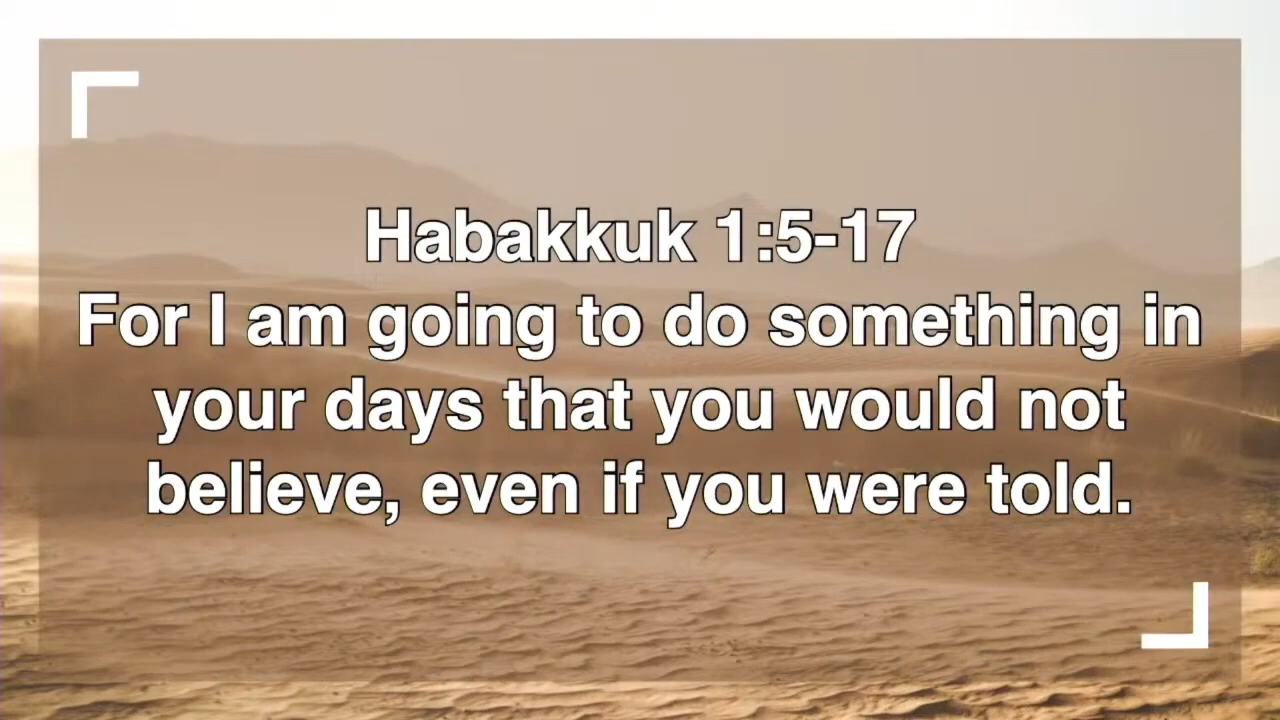 Habakkuk 1:5-17
For I am going to do something in
your days that you would not
believe, even if you were told.